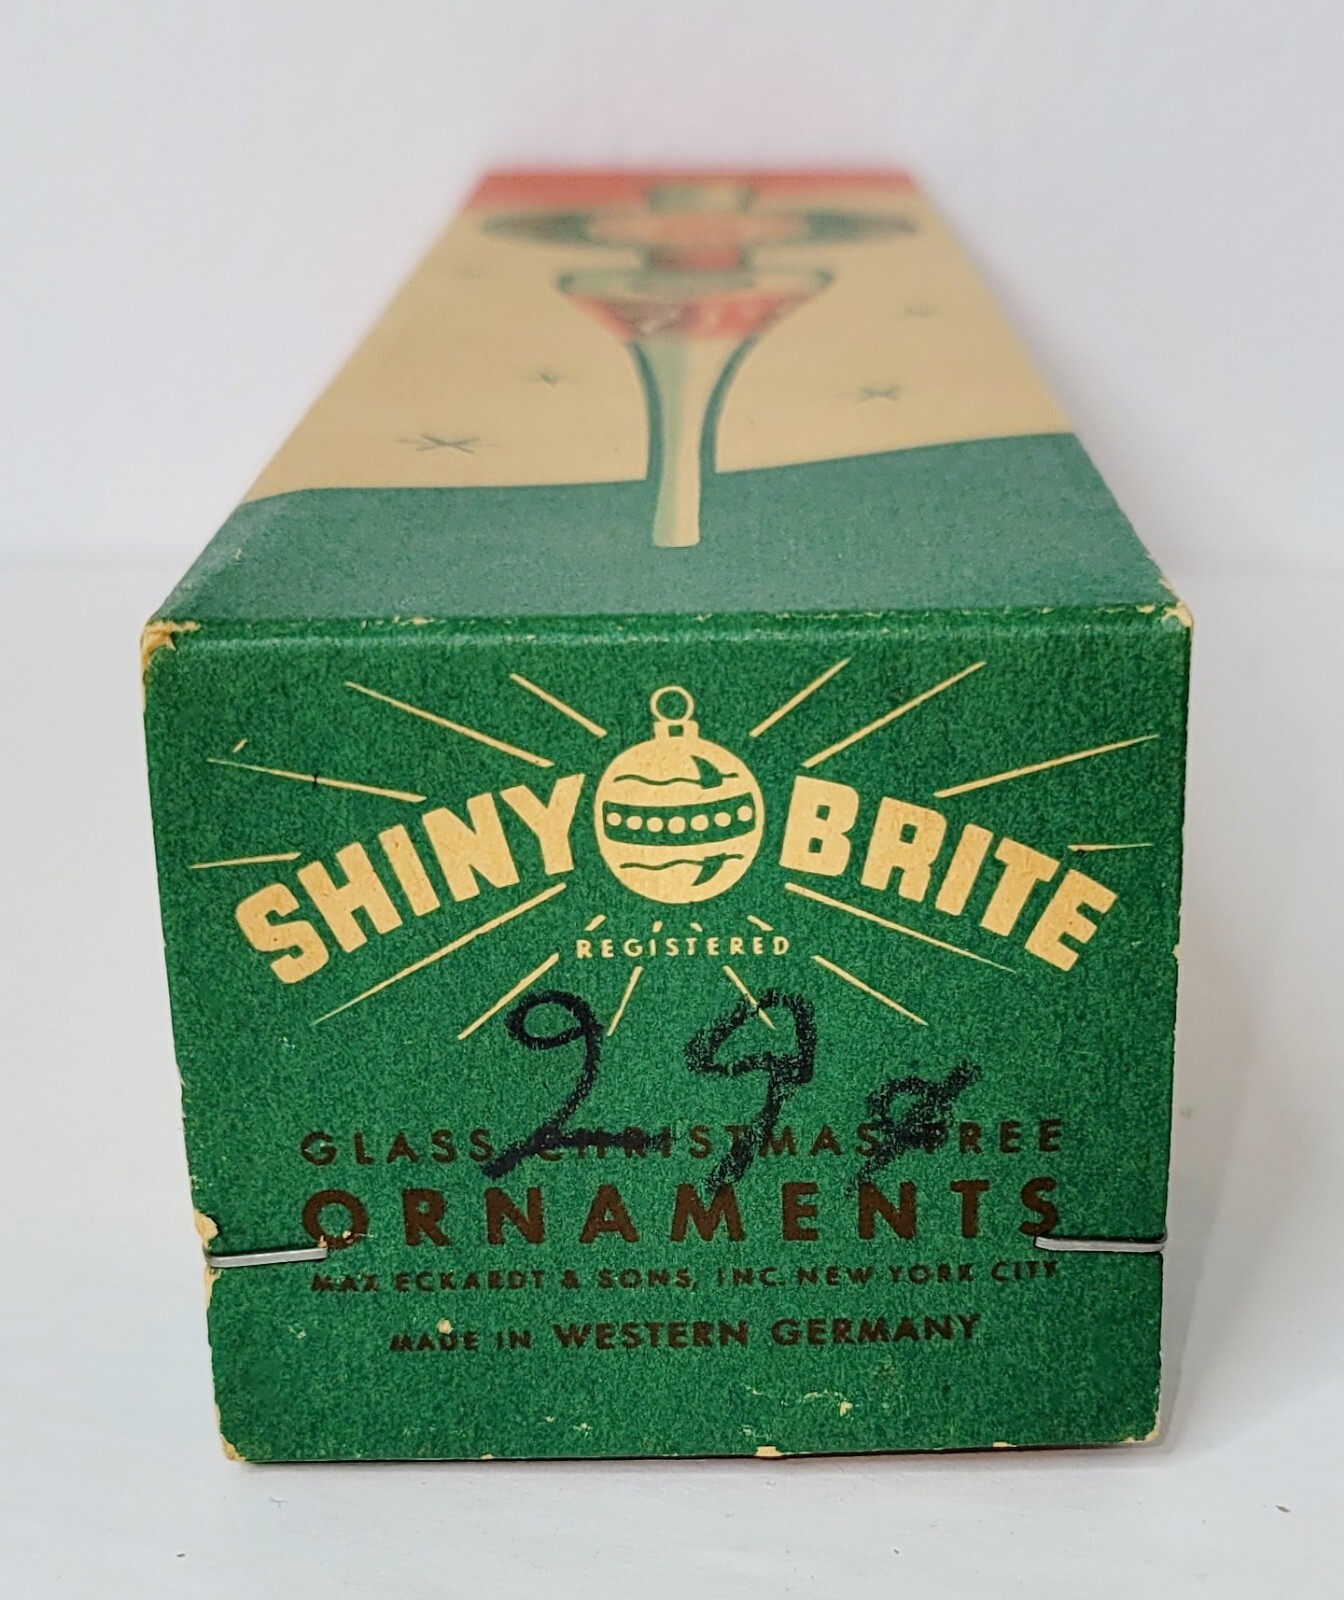 SHINY BRITE
REGISTERED
29¢
GLASS CHRISTMAS TREE
ORNAMENTS
MAX ECKARDT & SONS, INC. NEW YORK CITY
MADE IN WESTERN GERMANY